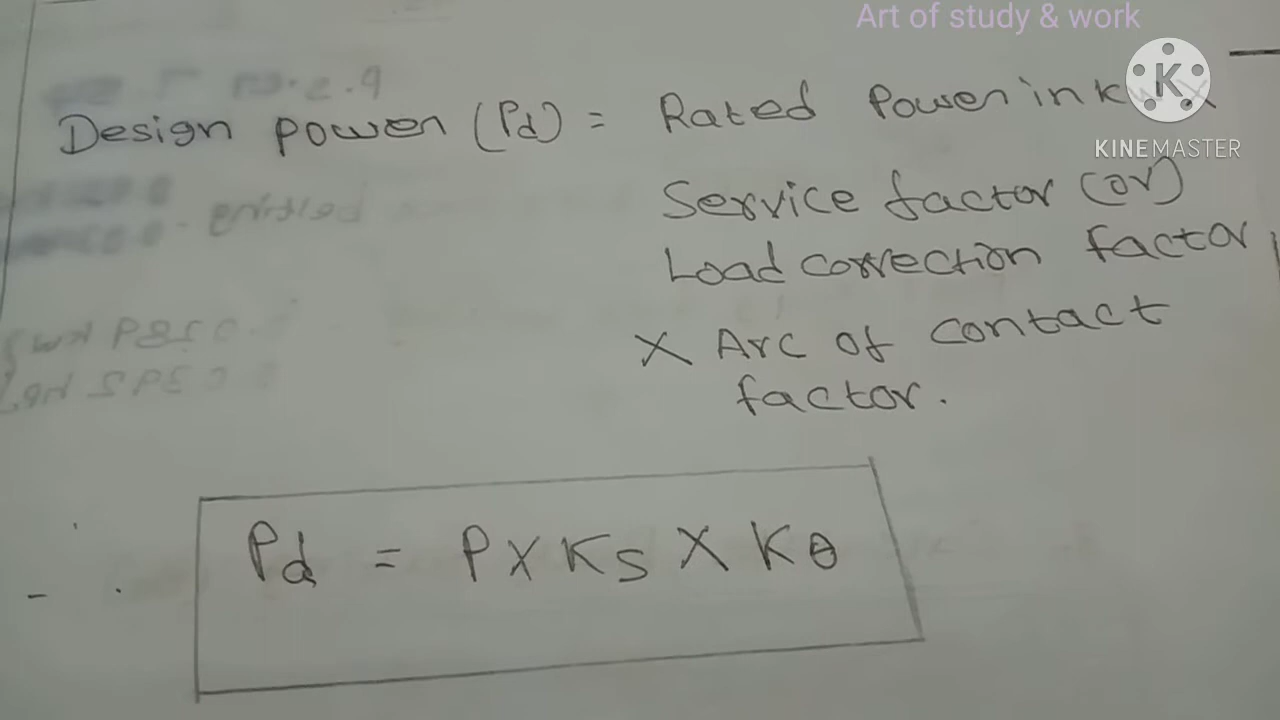 Art of study & work
Design power (Pd) = Rated Power in kw x
KINEMASTER
Service factor (or)
Load correction factor
X Arc of contact
factor.
Pd = P X Ks X Kθ